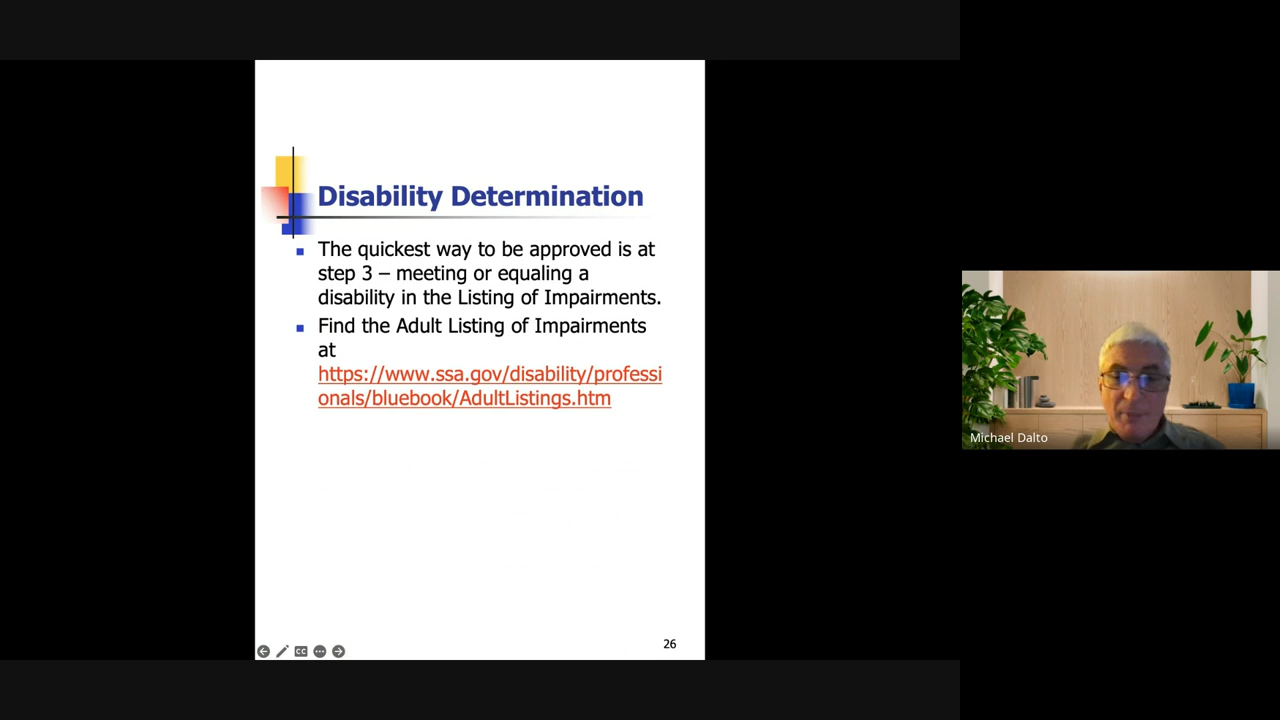 Disability Determination
The quickest way to be approved is at
step 3 – meeting or equaling a
disability in the Listing of Impairments.
Find the Adult Listing of Impairments
at
https://www.ssa.gov/disability/professi
onals/bluebook/AdultListings.htm
26
CC
Michael Dalto